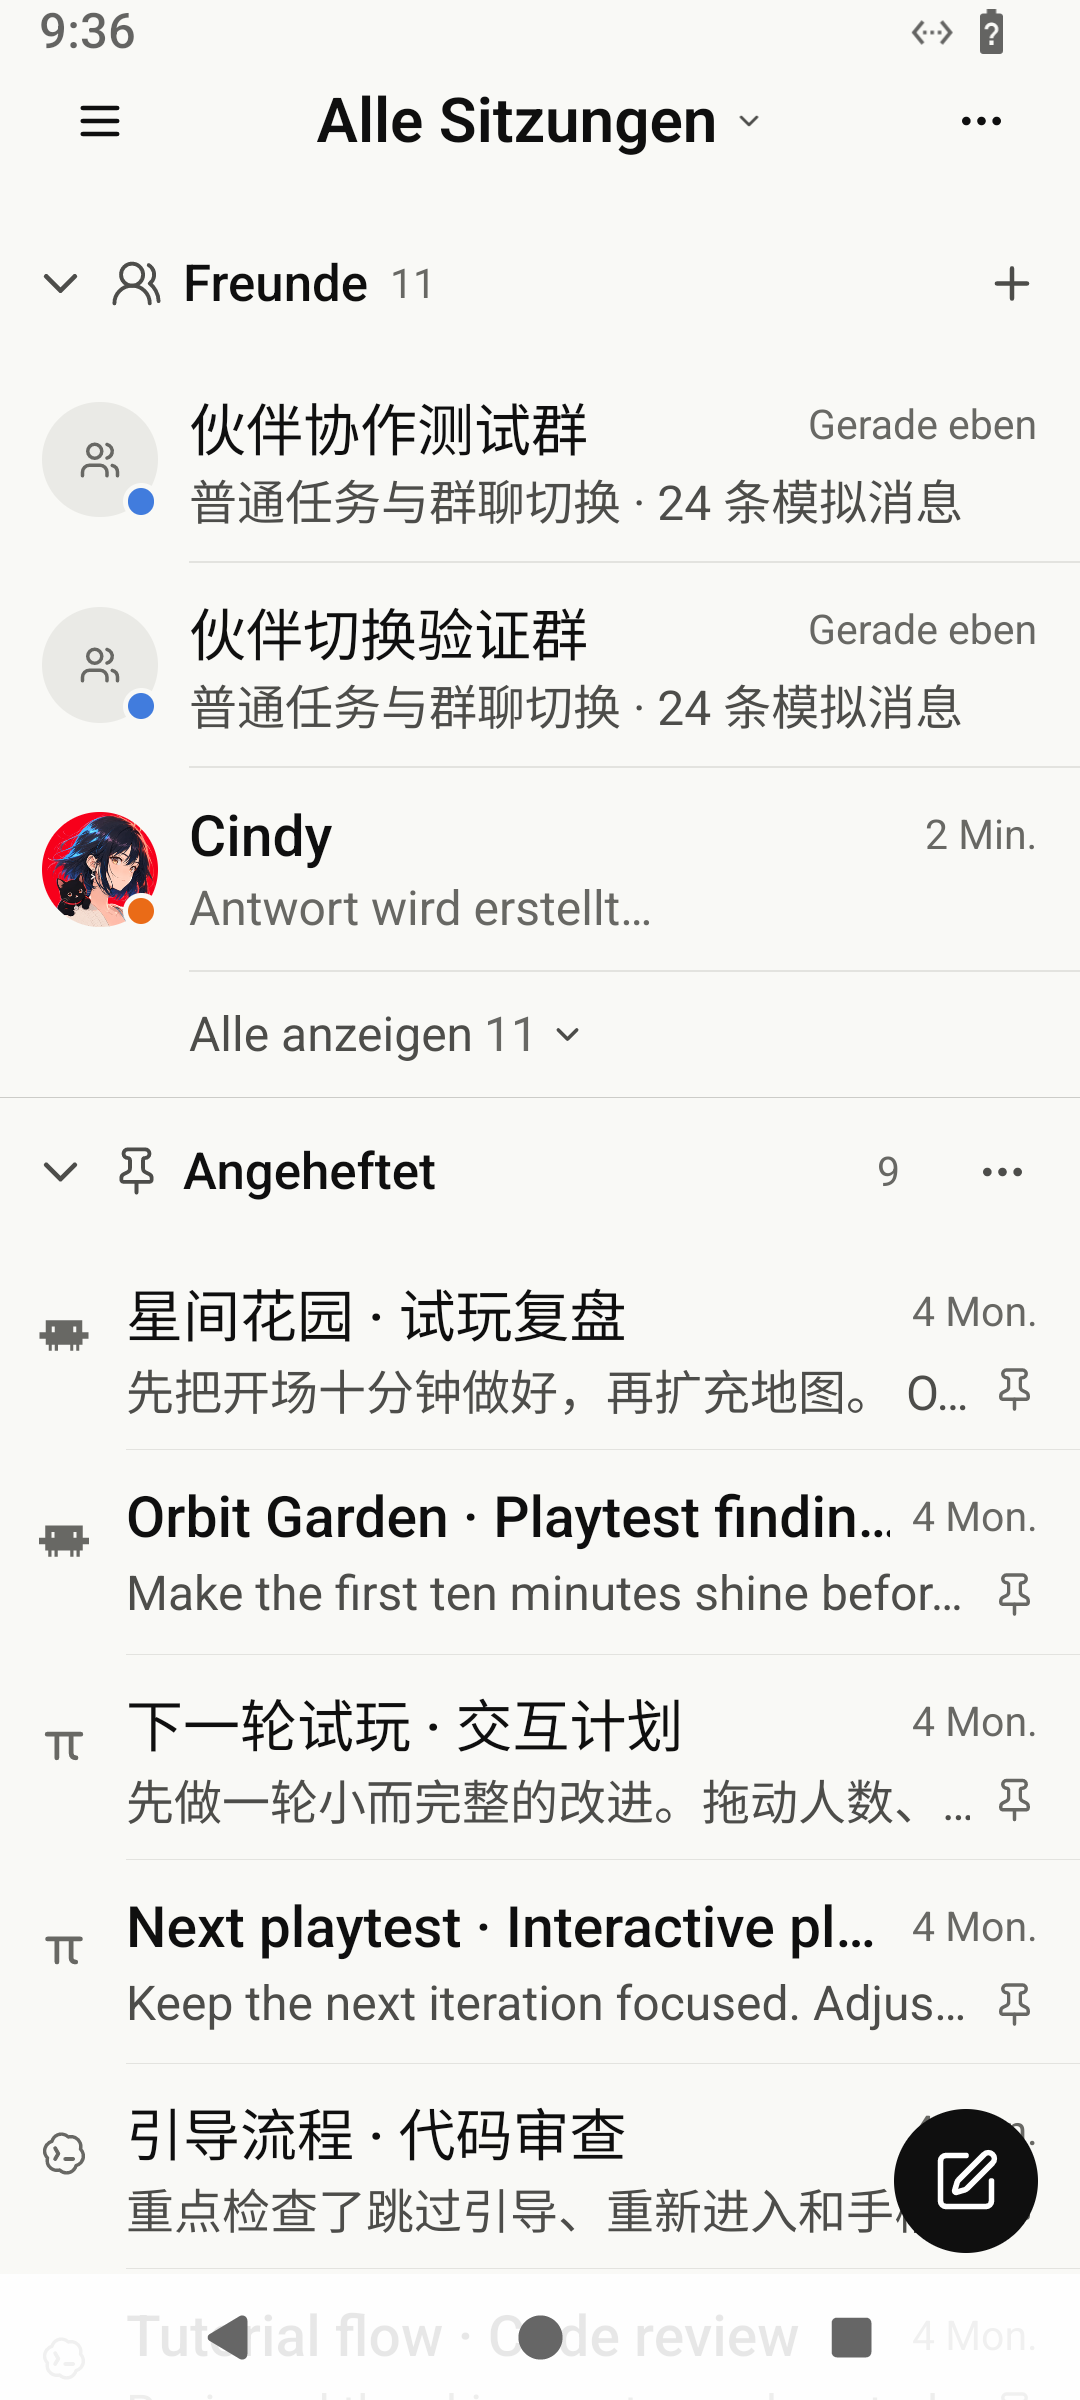 9:36
Alle Sitzungen
Freunde 11
伙伴协作测试群 Gerade eben
普通任务与群聊切换 · 24 条模拟消息
伙伴切换验证群 Gerade eben
普通任务与群聊切换 · 24 条模拟消息
Cindy 2 Min.
Antwort wird erstellt...
Alle anzeigen 11
Angeheftet 9
星间花园 · 试玩复盘 4 Mon.
先把开场十分钟做好，再扩充地图。 O...
Orbit Garden · Playtest findin... 4 Mon.
Make the first ten minutes shine befor...
下一轮试玩 · 交互计划 4 Mon.
先做一轮小而完整的改进。拖动人数、...
Next playtest · Interactive pl... 4 Mon.
Keep the next iteration focused. Adjus...
引导流程 · 代码审查
重点检查了跳过引导、重新进入和手
Tutorial flow · Code review 4 Mon.